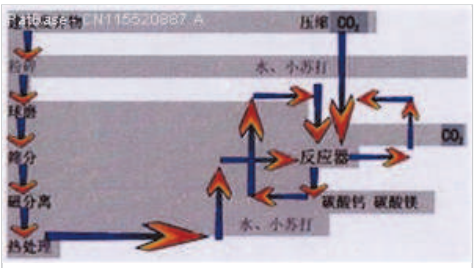 PatBase - CN115520887 A
压缩 CO₂
粉碎
水、小苏打
球磨
CO₂
筛分
反应器
磁分离
碳酸钙 碳酸镁
水、小苏打
热处理